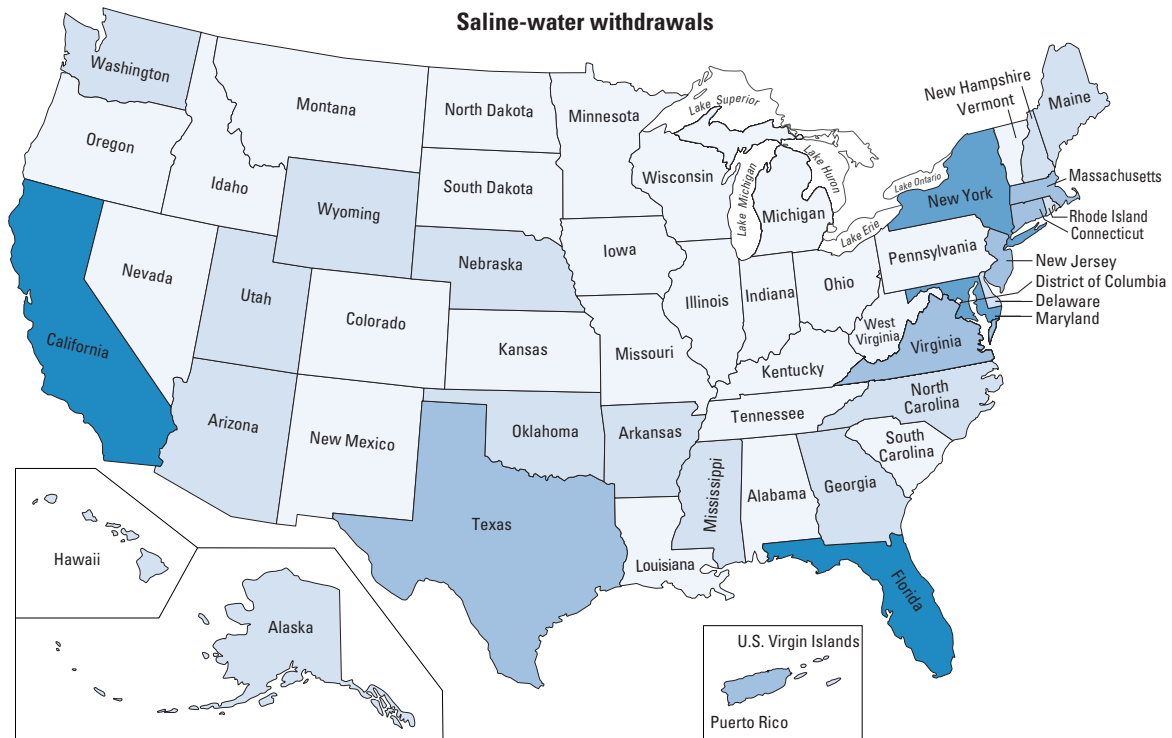 Saline-water withdrawals
Washington
Oregon
California
Nevada
Idaho
Montana
Wyoming
Utah
Arizona
Colorado
New Mexico
North Dakota
South Dakota
Nebraska
Kansas
Oklahoma
Texas
Minnesota
Iowa
Missouri
Arkansas
Louisiana
Wisconsin
Illinois
Michigan
Indiana
Ohio
Kentucky
Tennessee
Mississippi
Alabama
Georgia
Florida
South
Carolina
North
Carolina
Virginia
West
Virginia
Pennsylvania
New York
Maine
New Hampshire
Vermont
Massachusetts
Rhode Island
Connecticut
New Jersey
District of Columbia
Delaware
Maryland
Lake Superior
Lake Michigan
Lake Huron
Lake Erie
Lake Ontario
Hawaii
Alaska
U.S. Virgin Islands
Puerto Rico